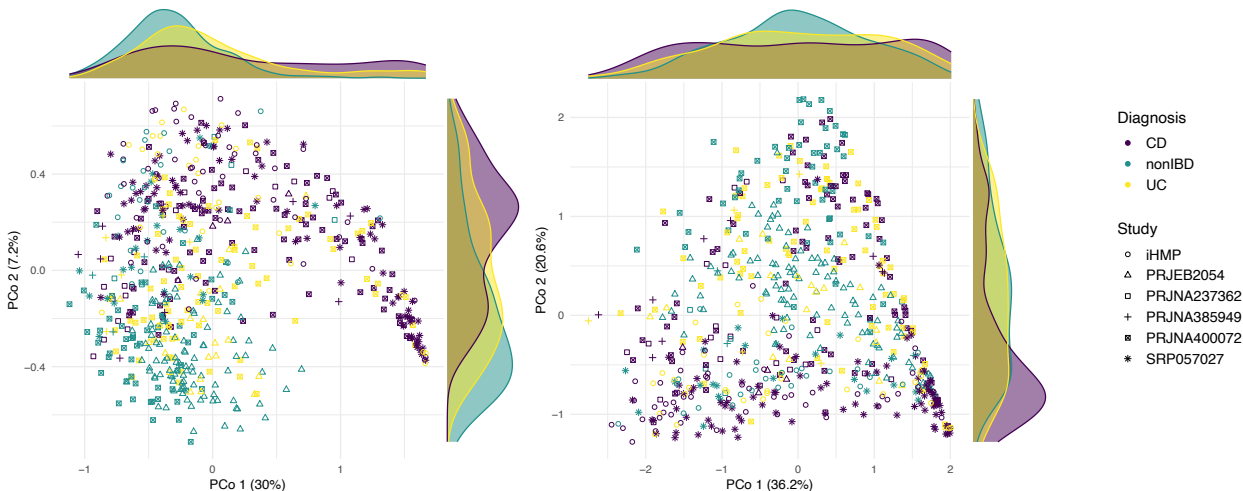 0.4
0.0
−0.4
PCo 2 (7.2%)
−1
0
1
PCo 1 (30%)
2
1
0
−1
PCo 2 (20.6%)
−2
−1
0
1
2
PCo 1 (36.2%)
Diagnosis
CD
nonIBD
UC
Study
iHMP
PRJEB2054
PRJNA237362
PRJNA385949
PRJNA400072
SRP057027